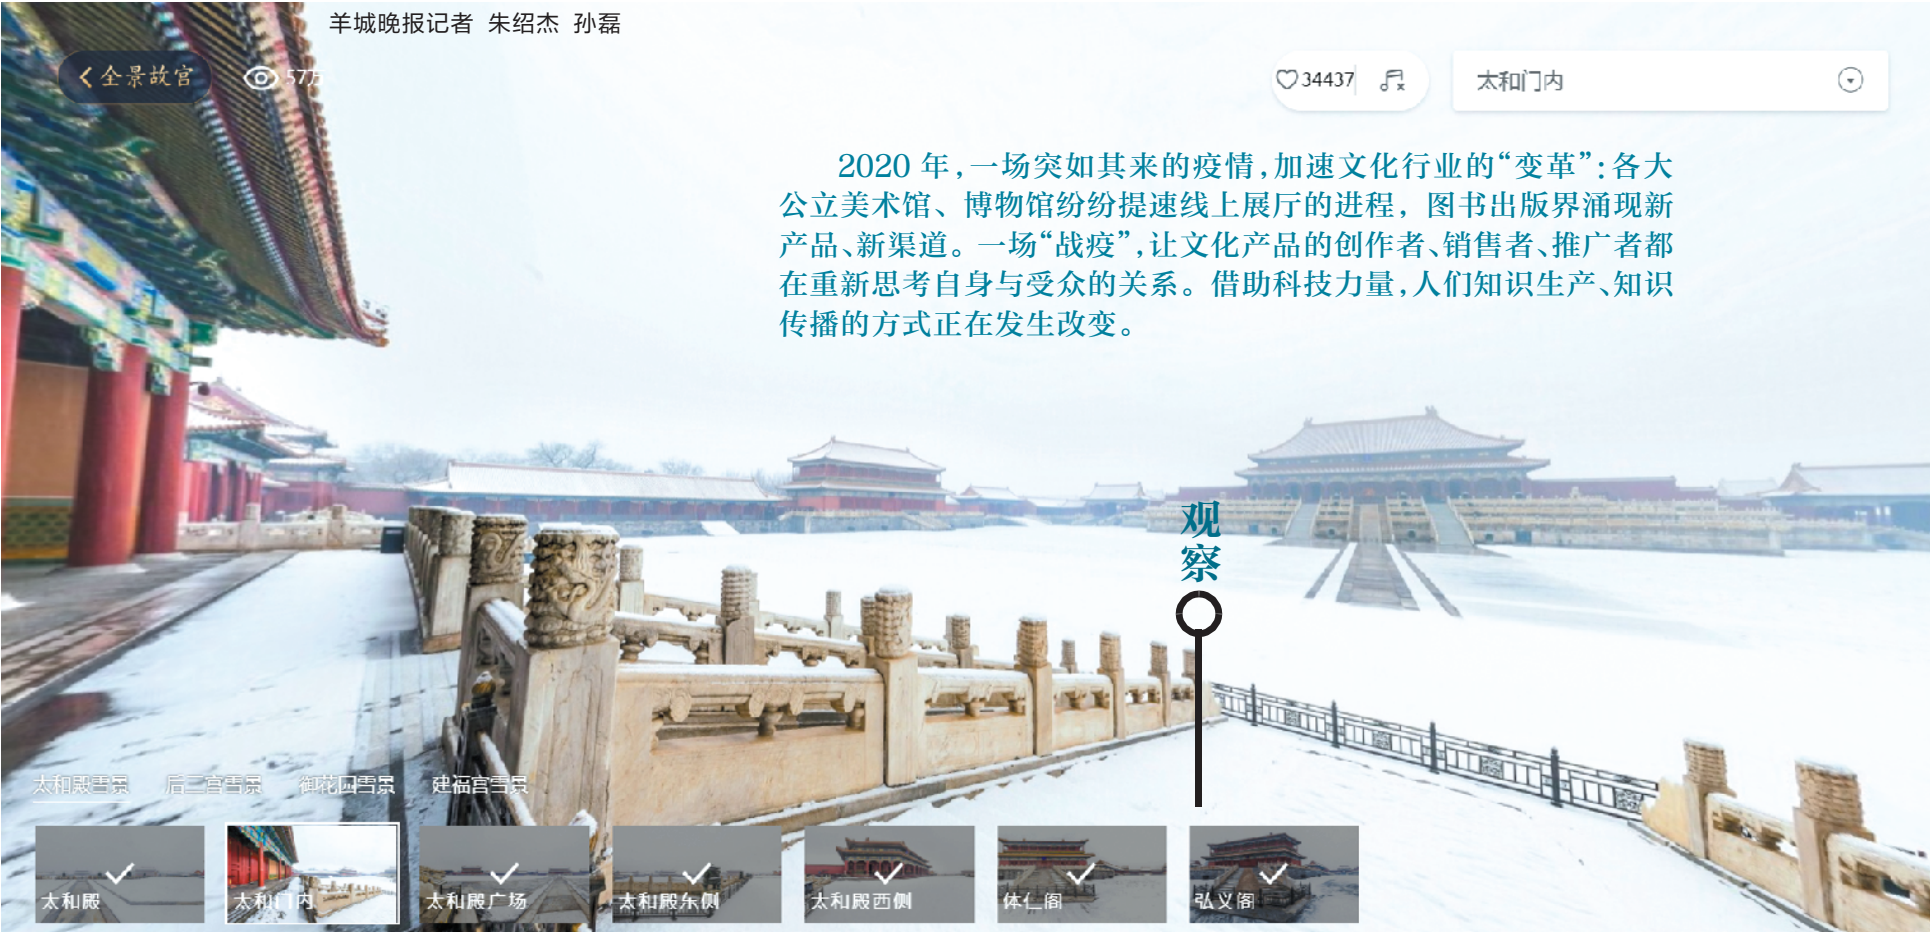 羊城晚报记者 朱绍杰 孙磊
全景故宫
57万
34437
太和门内
2020 年，一场突如其来的疫情，加速文化行业的“变革”：各大
公立美术馆、博物馆纷纷提速线上展厅的进程，图书出版界涌现新
产品、新渠道。一场“战疫”，让文化产品的创作者、销售者、推广者都
在重新思考自身与受众的关系。借助科技力量，人们知识生产、知识
传播的方式正在发生改变。
观察
太和殿雪景 后三宫雪景 御花园雪景 建福宫雪景
太和殿 太和门内 太和殿广场 太和殿东侧 太和殿西侧 体仁阁 弘义阁